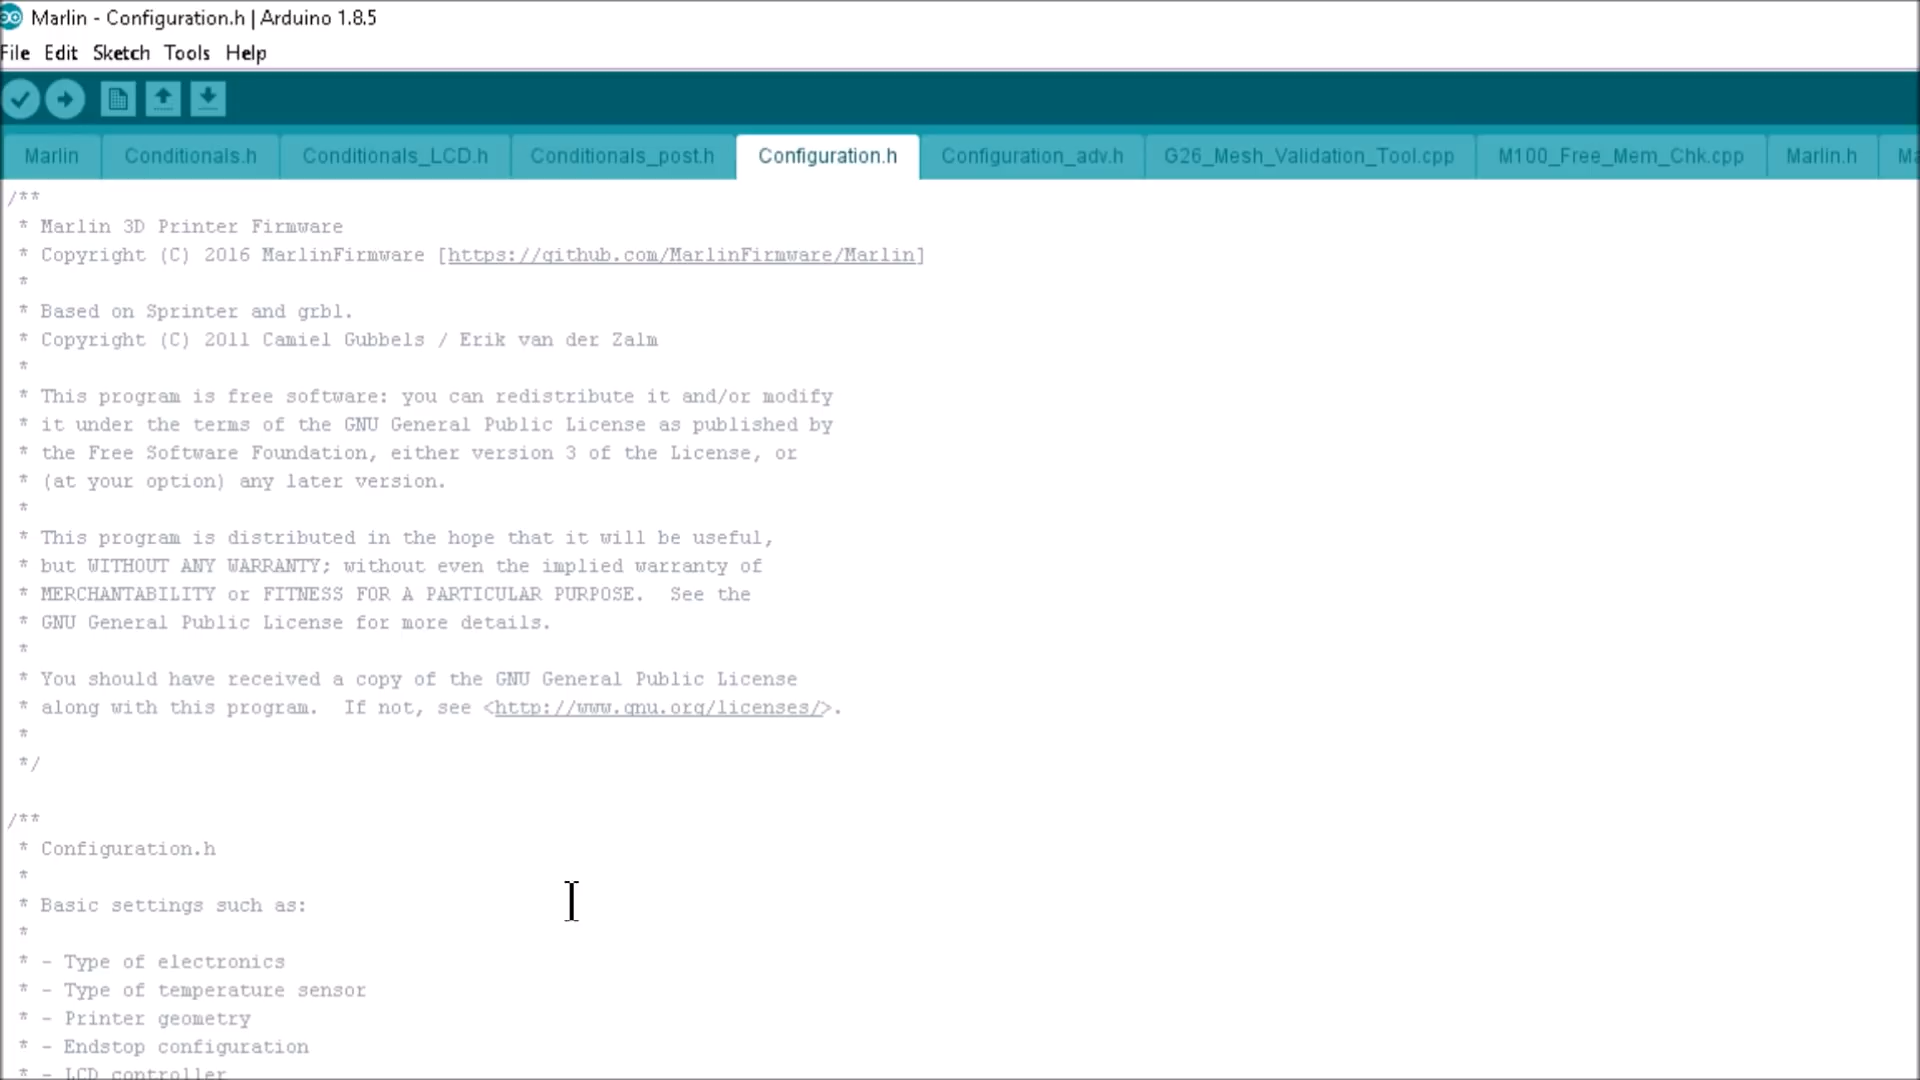 Marlin - Configuration.h | Arduino 1.8.5
File Edit Sketch Tools Help
Marlin Conditionals.h Conditionals_LCD.h Conditionals_post.h Configuration.h Configuration_adv.h G26_Mesh_Validation_Tool.cpp M100_Free_Mem_Chk.cpp Marlin.h Ma
/**
* Marlin 3D Printer Firmware
* Copyright (C) 2016 MarlinFirmware [https://github.com/MarlinFirmware/Marlin]
*
* Based on Sprinter and grbl.
* Copyright (C) 2011 Camiel Gubbels / Erik van der Zalm
*
* This program is free software: you can redistribute it and/or modify
* it under the terms of the GNU General Public License as published by
* the Free Software Foundation, either version 3 of the License, or
* (at your option) any later version.
*
* This program is distributed in the hope that it will be useful,
* but WITHOUT ANY WARRANTY; without even the implied warranty of
* MERCHANTABILITY or FITNESS FOR A PARTICULAR PURPOSE.  See the
* GNU General Public License for more details.
*
* You should have received a copy of the GNU General Public License
* along with this program.  If not, see <http://www.gnu.org/licenses/>.
*
*/
/**
* Configuration.h
*
* Basic settings such as:
*
* - Type of electronics
* - Type of temperature sensor
* - Printer geometry
* - Endstop configuration
* - LCD controller